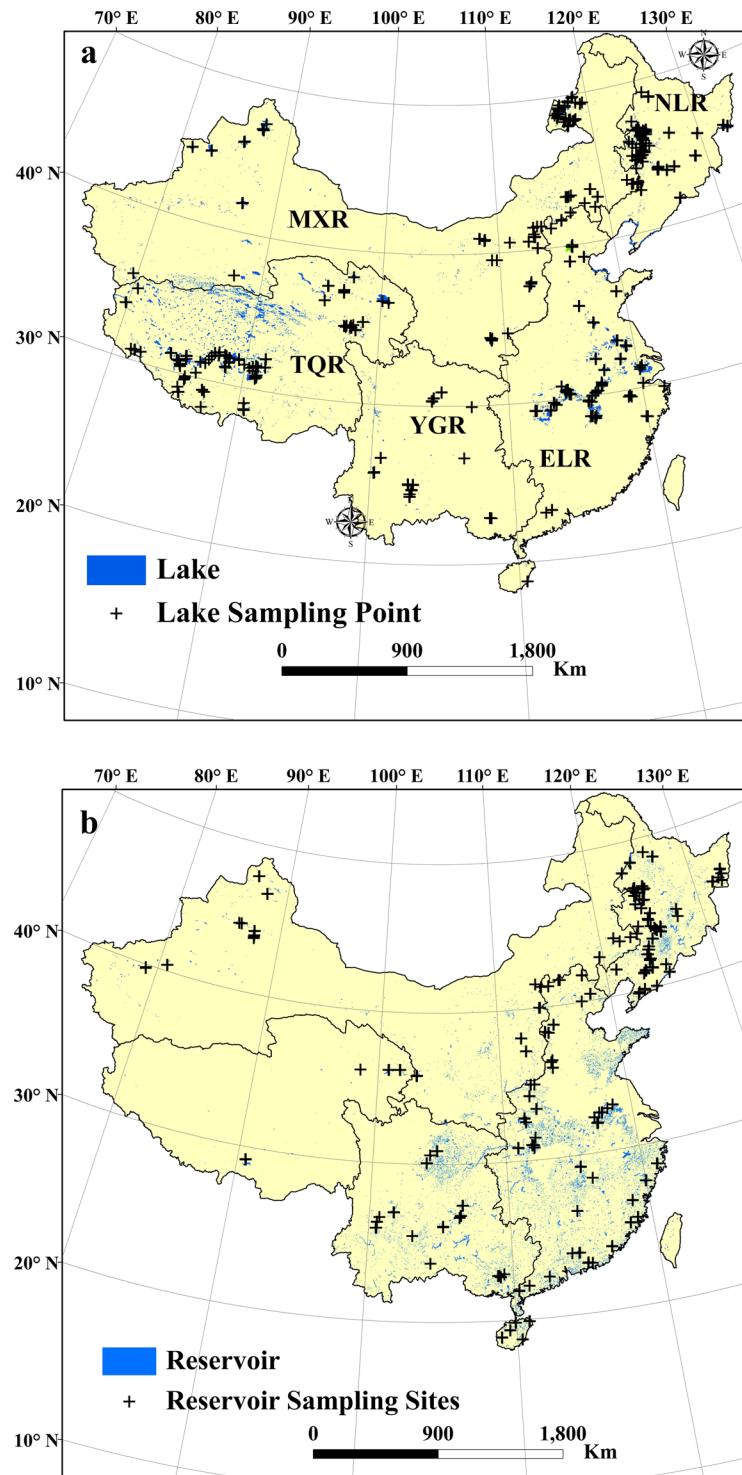 70° E 80° E 90° E 100° E 110° E 120° E 130° E
a
N
W E
S
NLR
40° N
MXR
30° N
TQR
YGR
ELR
20° N
W E
S
Lake
Lake Sampling Point
0 900 1,800
Km
10° N
70° E 80° E 90° E 100° E 110° E 120° E 130° E
b
40° N
30° N
20° N
Reservoir
Reservoir Sampling Sites
0 900 1,800
Km
10° N